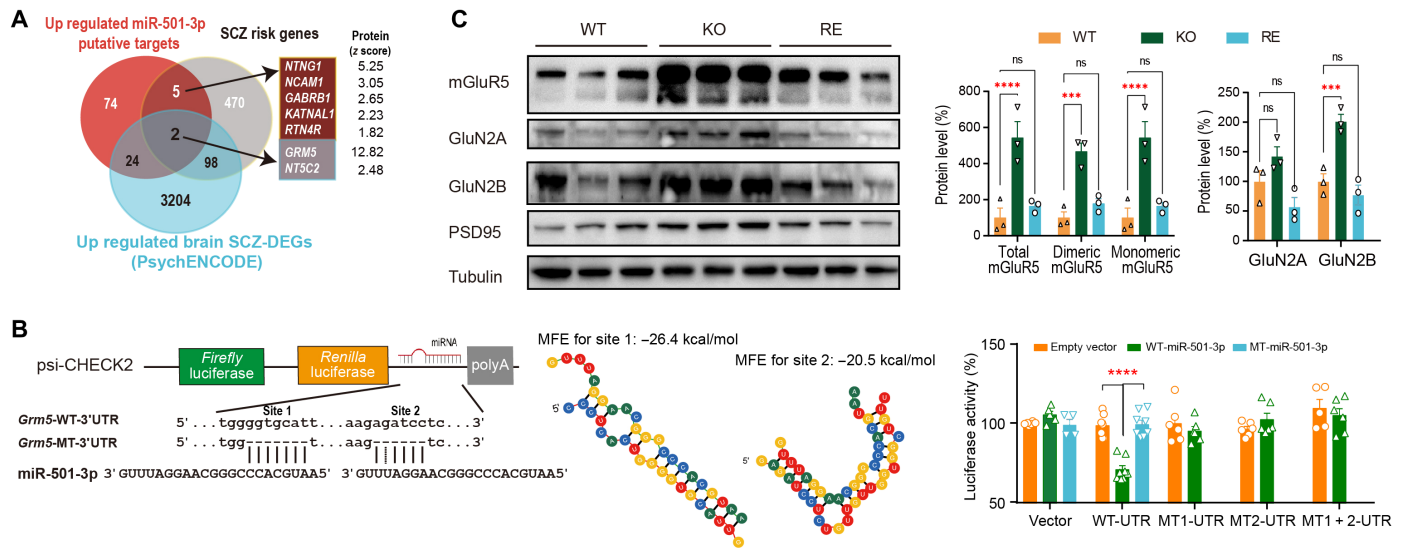 A
Up regulated miR-501-3p
putative targets
SCZ risk genes
Protein
(z score)
74
5
470
2
24
98
3204
NTNG1 5.25
NCAM1 3.05
GABRB1 2.65
KATNAL1 2.23
RTN4R 1.82
GRM5 12.82
NT5C2 2.48
Up regulated brain SCZ-DEGs
(PsychENCODE)
C
WT KO RE
mGluR5
GluN2A
GluN2B
PSD95
Tubulin
WT KO RE
Protein level (%)
800
600
400
200
0
ns ns ns
**** *** ****
Total
mGluR5
Dimeric
mGluR5
Monomeric
mGluR5
Protein level (%)
250
200
150
100
50
0
ns
ns
ns
***
GluN2A GluN2B
B
psi-CHECK2
Firefly
luciferase
Renilla
luciferase
miRNA
polyA
Site 1 Site 2
Grm5-WT-3'UTR 5'...tggggtgcatt...aagagatcctc...3'
Grm5-MT-3'UTR 5'...tgg-------t...aag------tc...3'
miR-501-3p 3'GUUUAGGAACGGGCCCACGUAA5' 3'GUUUAGGAACGGGCCCACGUAA5'
MFE for site 1: −26.4 kcal/mol
5'
MFE for site 2: −20.5 kcal/mol
5'
Luciferase activity (%)
150
100
50
Empty vector WT-miR-501-3p MT-miR-501-3p
****
Vector WT-UTR MT1-UTR MT2-UTR MT1 + 2-UTR